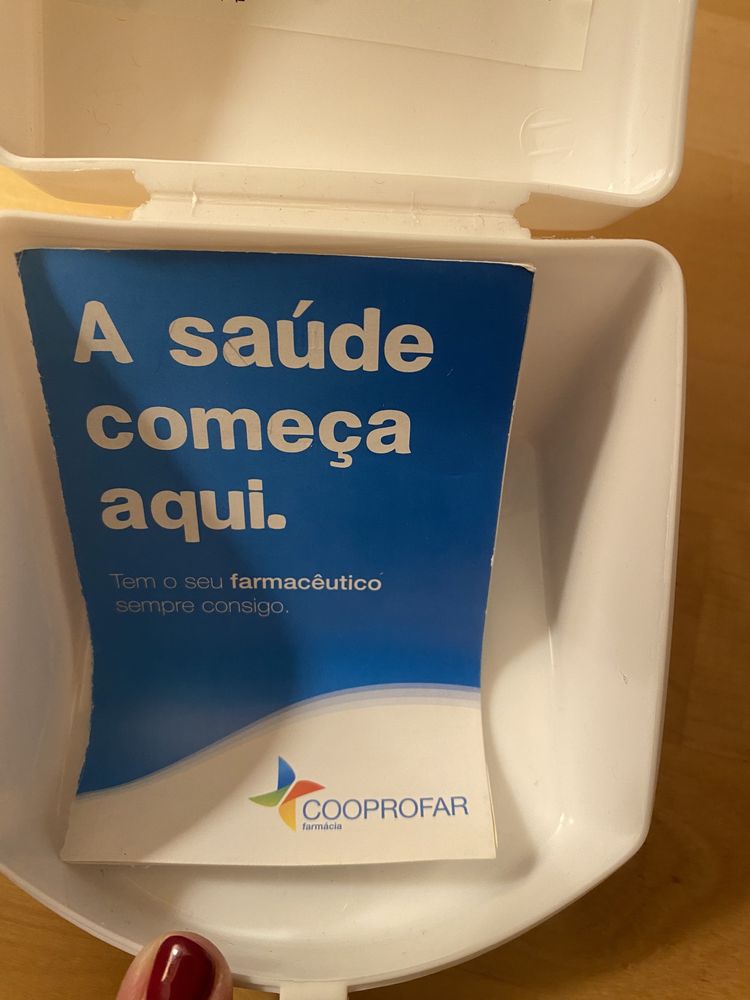 A saúde
começa
aqui.
Tem o seu farmacêutico
sempre consigo.
COOPROFAR
farmácia